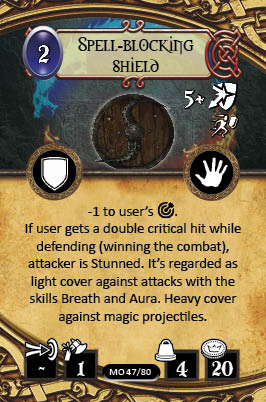 2
SPELL-BLOCKING
SHIELD
5+
-1 to user's .
If user gets a double critical hit while
defending (winning the combat),
attacker is Stunned. It's regarded as
light cover against attacks with the
skills Breath and Aura. Heavy cover
against magic projectiles.
~ 1 MO47/80 4 20